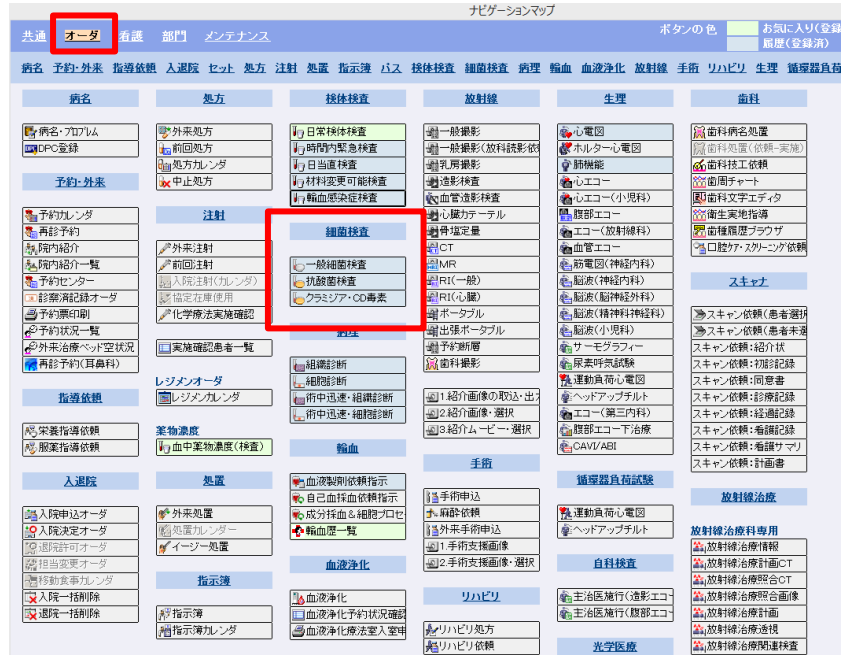 ナビゲーションマップ
共通 オーダ 看護 部門 メンテナンス
ボタンの色 お気に入り(登録
履歴(登録済)
病名 予約・外来 指導依頼 入退院 セット 処方 注射 処置 指示簿 パス 検体検査 細菌検査 病理 輸血 血液浄化 放射線 手術 リハビリ 生理 循環器負荷
病名
病名・プロブレム
DPC登録
予約・外来
予約カレンダ
再診予約
院内紹介
院内紹介一覧
予約センター
診察済記録オーダ
予約票印刷
予約状況一覧
外来治療ベッド空状況
再診予約(耳鼻科)
指導依頼
栄養指導依頼
服薬指導依頼
入退院
入院申込オーダ
入院決定オーダ
退院許可オーダ
担当変更オーダ
移動食事カレンダ
入院一括削除
退院一括削除
処方
外来処方
前回処方
処方カレンダ
中止処方
注射
外来注射
前回注射
入院注射(カレンダ)
協定在庫使用
化学療法実施確認
実施確認患者一覧
レジメンオーダ
レジメンカレンダ
薬物濃度
血中薬物濃度(検査)
処置
外来処置
処置カレンダー
イージー処置
指示簿
指示簿
指示簿カレンダ
検体検査
日常検体検査
時間内緊急検査
日当直検査
材料変更可能検査
輸血感染症検査
細菌検査
一般細菌検査
抗酸菌検査
クラミジア・CD毒素
病理
組織診断
細胞診断
術中迅速・組織診断
術中迅速・細胞診断
輸血
血液製剤依頼指示
自己血採血依頼指示
成分採血&細胞プロセ
輸血歴一覧
血液浄化
血液浄化
血液浄化予約状況確認
血液浄化療法室入室申
放射線
一般撮影
一般撮影(放科読影依
乳房撮影
造影検査
血管造影検査
心臓カテーテル
骨塩定量
CT
MR
RI(一般)
RI(心臓)
ポータブル
出張ポータブル
予約断層
歯科撮影
1.紹介画像の取込・出
2.紹介画像・選択
3.紹介ムービー・選択
手術
手術申込
麻酔依頼
外来手術申込
1.手術支援画像
2.手術支援画像・選択
リハビリ
リハビリ処方
リハビリ依頼
生理
心電図
ホルター心電図
肺機能
心エコー
心エコー(小児科)
腹部エコー
エコー(放射線科)
血管エコー
筋電図(神経内科)
脳波(神経内科)
脳波(脳神経外科)
脳波(精神科神経科)
脳波(小児科)
サーモグラフィー
尿素呼気試験
運動負荷心電図
ヘッドアップチルト
エコー(第三内科)
腹部エコー下治療
CAVI/ABI
循環器負荷試験
運動負荷心電図
ヘッドアップチルト
自科検査
主治医施行(造影エコー
主治医施行(腹部エコー
光学医療
歯科
歯科病名処置
歯科処置(依頼-実施)
歯科技工依頼
歯周チャート
歯科文字エディタ
衛生実地指導
歯種履歴ブラウザ
口腔ケア・スクリーニング依頼
スキャナ
スキャン依頼(患者選択
スキャン依頼(患者未選
スキャン依頼:紹介状
スキャン依頼:初診記録
スキャン依頼:同意書
スキャン依頼:診療記録
スキャン依頼:経過記録
スキャン依頼:看護記録
スキャン依頼:看護サマリ
スキャン依頼:計画書
放射線治療
放射線治療科専用
放射線治療情報
放射線治療計画CT
放射線治療照合CT
放射線治療照合画像
放射線治療計画
放射線治療透視
放射線治療関連検査